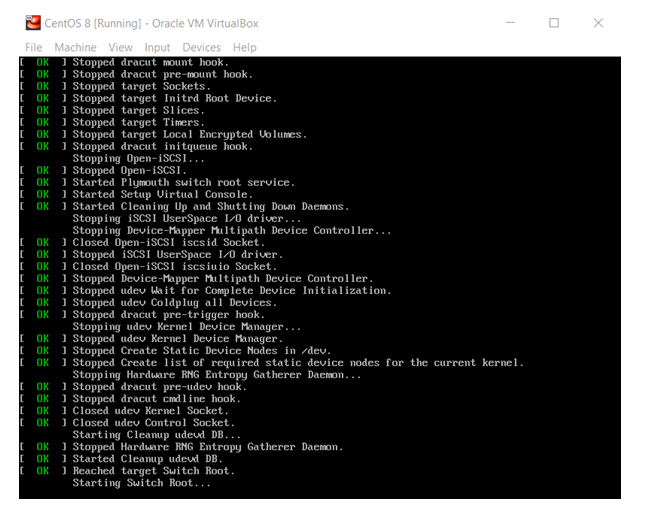 CentOS 8 [Running] - Oracle VM VirtualBox
File Machine View Input Devices Help
[ OK ] Stopped dracut mount hook.
[ OK ] Stopped dracut pre-mount hook.
[ OK ] Stopped target Sockets.
[ OK ] Stopped target Initrd Root Device.
[ OK ] Stopped target Slices.
[ OK ] Stopped target Timers.
[ OK ] Stopped target Local Encrypted Volumes.
[ OK ] Stopped dracut initqueue hook.
Stopping Open-iSCSI...
[ OK ] Stopped Open-iSCSI.
[ OK ] Started Plymouth switch root service.
[ OK ] Started Setup Virtual Console.
[ OK ] Started Cleaning Up and Shutting Down Daemons.
Stopping iSCSI UserSpace I/O driver...
Stopping Device-Mapper Multipath Device Controller...
[ OK ] Closed Open-iSCSI iscsid Socket.
[ OK ] Stopped iSCSI UserSpace I/O driver.
[ OK ] Closed Open-iSCSI iscsiuio Socket.
[ OK ] Stopped Device-Mapper Multipath Device Controller.
[ OK ] Stopped udev Wait for Complete Device Initialization.
[ OK ] Stopped udev Coldplug all Devices.
[ OK ] Stopped dracut pre-trigger hook.
Stopping udev Kernel Device Manager...
[ OK ] Stopped udev Kernel Device Manager.
[ OK ] Stopped Create Static Device Nodes in /dev.
[ OK ] Stopped Create list of required static device nodes for the current kernel.
Stopping Hardware RNG Entropy Gatherer Daemon...
[ OK ] Stopped dracut pre-udev hook.
[ OK ] Stopped dracut cmdline hook.
[ OK ] Closed udev Kernel Socket.
[ OK ] Closed udev Control Socket.
Starting Cleanup udevd DB...
[ OK ] Stopped Hardware RNG Entropy Gatherer Daemon.
[ OK ] Started Cleanup udevd DB.
[ OK ] Reached target Switch Root.
Starting Switch Root...